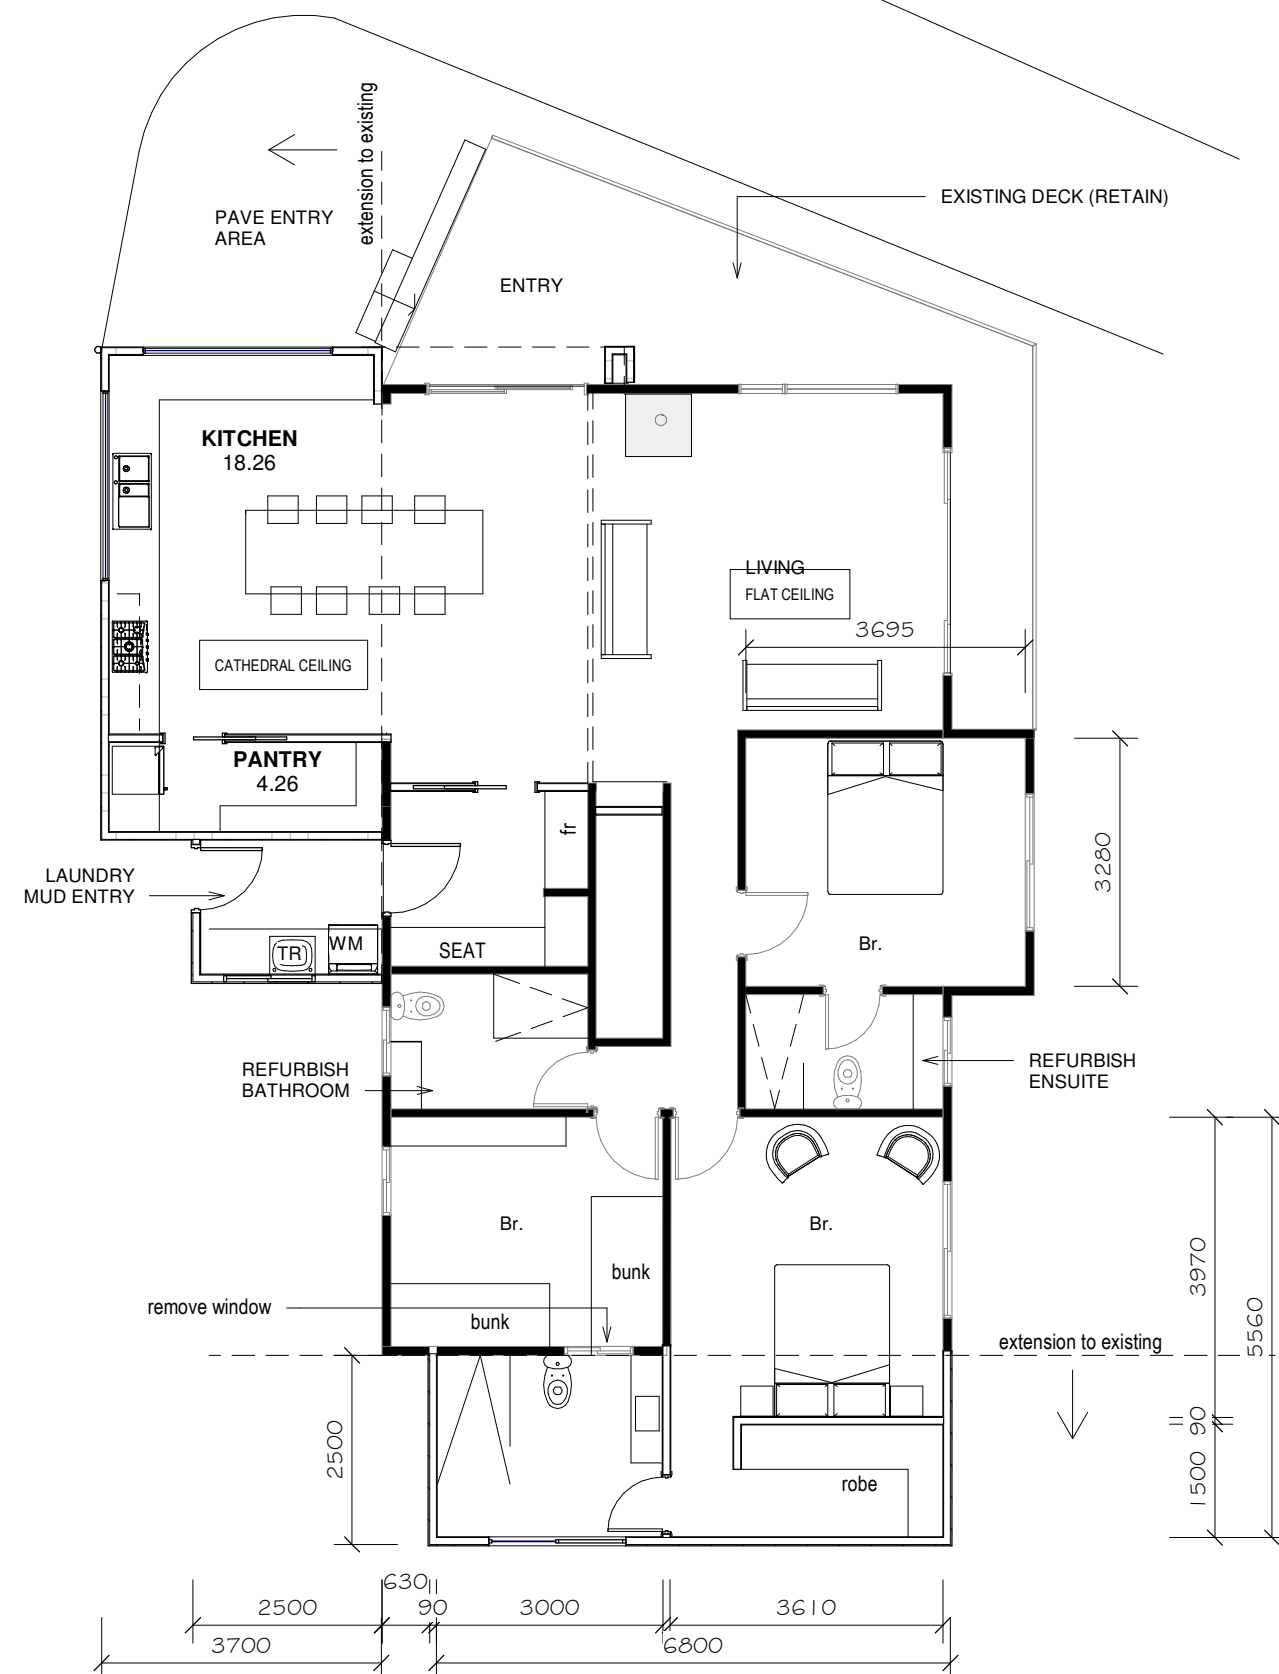 extension to existing
EXISTING DECK (RETAIN)
PAVE ENTRY
AREA
ENTRY
KITCHEN
18.26
LIVING
FLAT CEILING
3695
CATHEDRAL CEILING
PANTRY
4.26
fr
3280
LAUNDRY
MUD ENTRY
TR
WM
SEAT
Br.
REFURBISH
BATHROOM
REFURBISH
ENSUITE
Br.
Br.
bunk
bunk
remove window
extension to existing
3970
5560
90
1500
2500
robe
630
2500
90
3000
3610
3700
6800